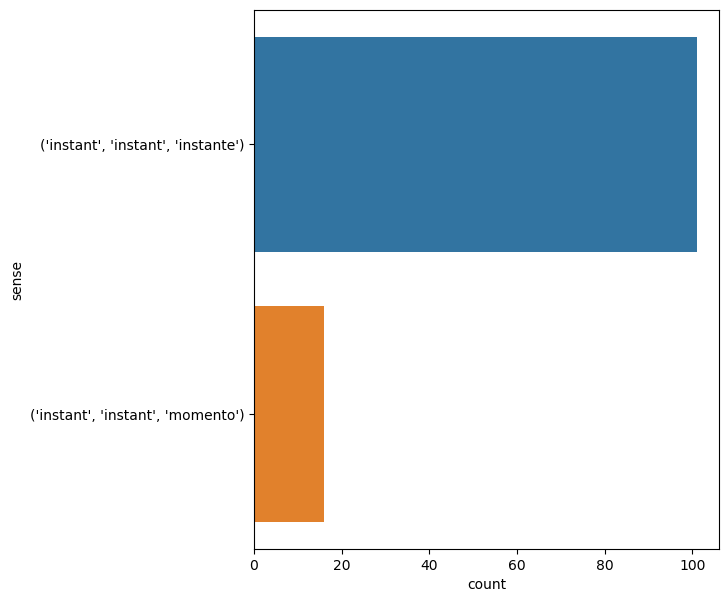 ('instant', 'instant', 'instante')
('instant', 'instant', 'momento')
sense
0 20 40 60 80 100
count